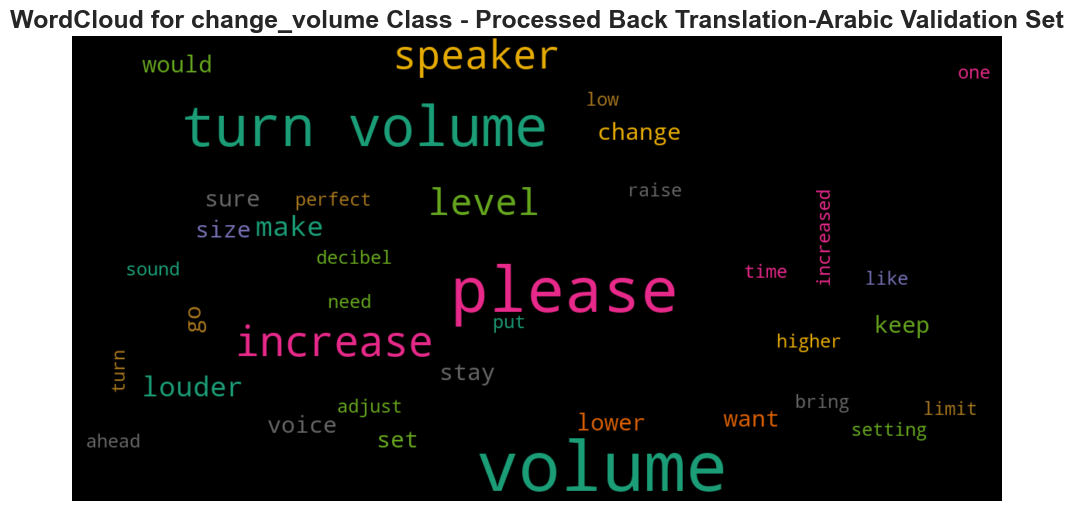 WordCloud for change_volume Class - Processed Back Translation-Arabic Validation Set
speaker
would
one
low
turn volume
change
raise
sure
perfect
level
increased
size
make
decibel
sound
time
like
please
need
put
go
keep
increase
higher
turn
stay
louder
bring
adjust
limit
voice
lower
want
setting
ahead
set
volume